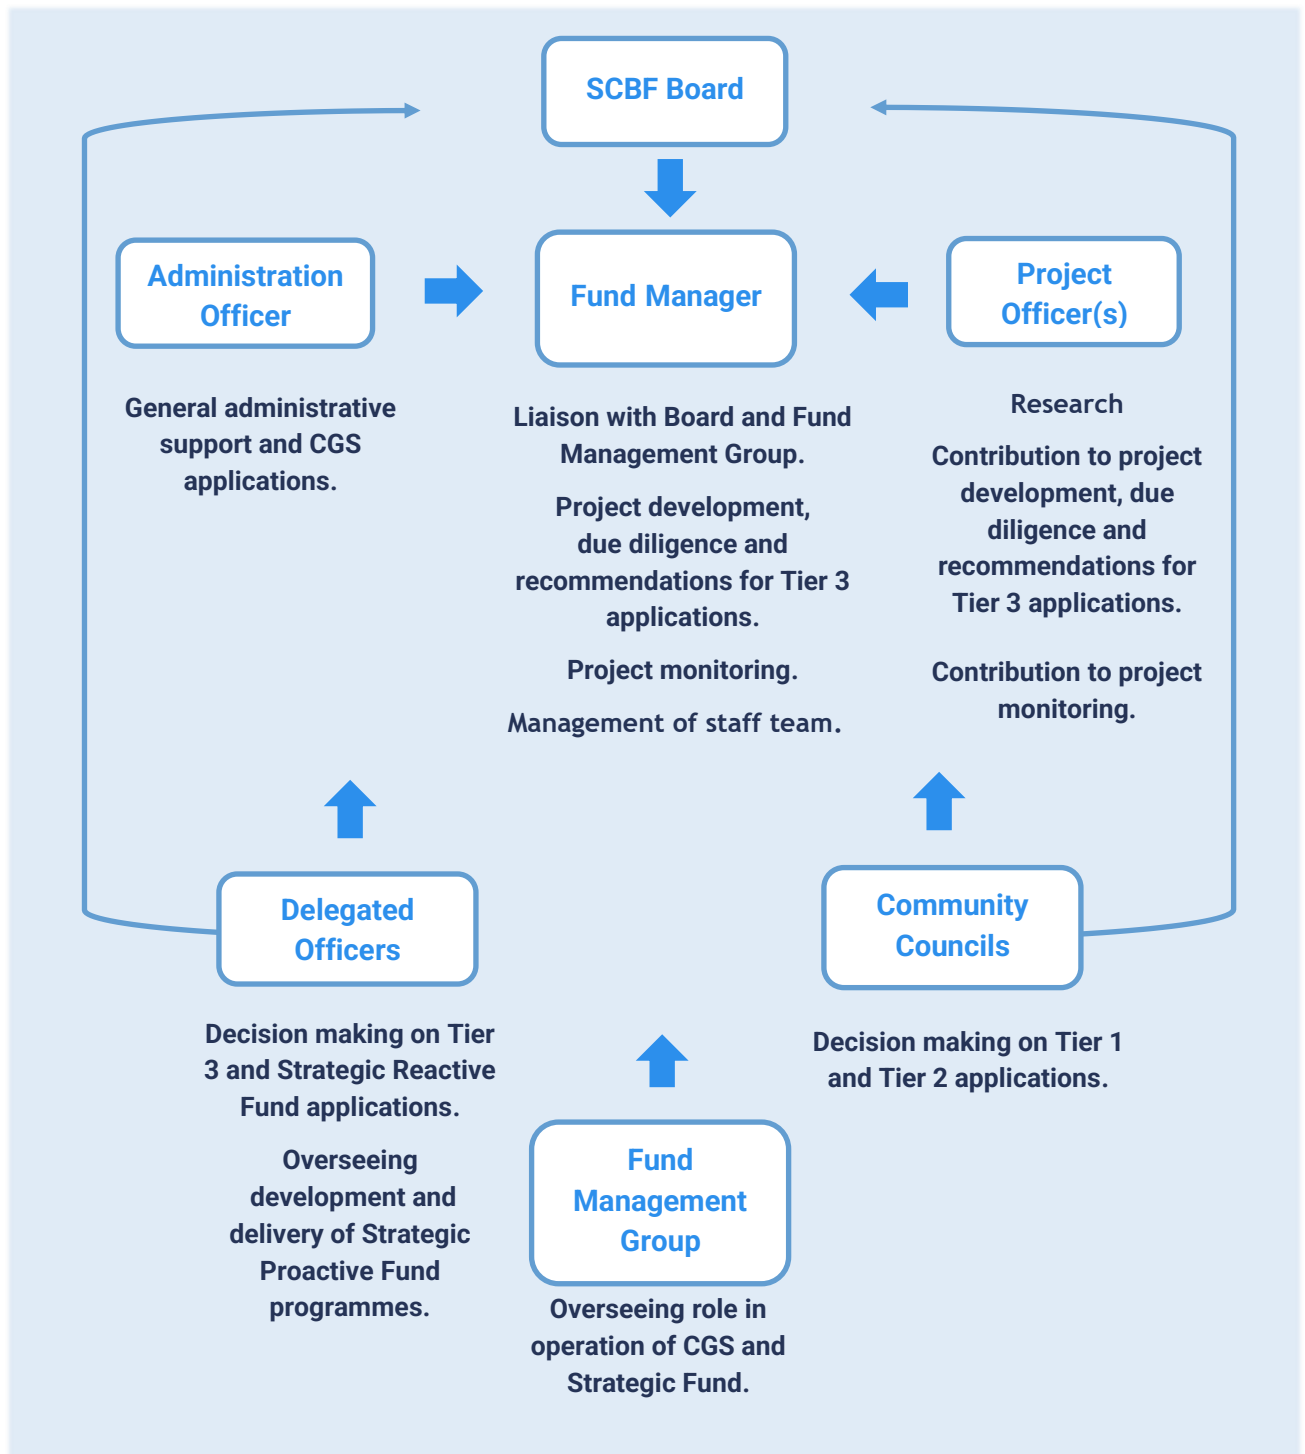 SCBF Board
Administration
Officer
General administrative
support and CGS
applications.
Fund Manager
Liaison with Board and Fund
Management Group.
Project development,
due diligence and
recommendations for Tier 3
applications.
Project monitoring.
Management of staff team.
Project
Officer(s)
Research
Contribution to project
development, due
diligence and
recommendations for
Tier 3 applications.
Contribution to project
monitoring.
Delegated
Officers
Decision making on Tier
3 and Strategic Reactive
Fund applications.
Overseeing
development and
delivery of Strategic
Proactive Fund
programmes.
Fund
Management
Group
Overseeing role in
operation of CGS and
Strategic Fund.
Community
Councils
Decision making on Tier 1
and Tier 2 applications.